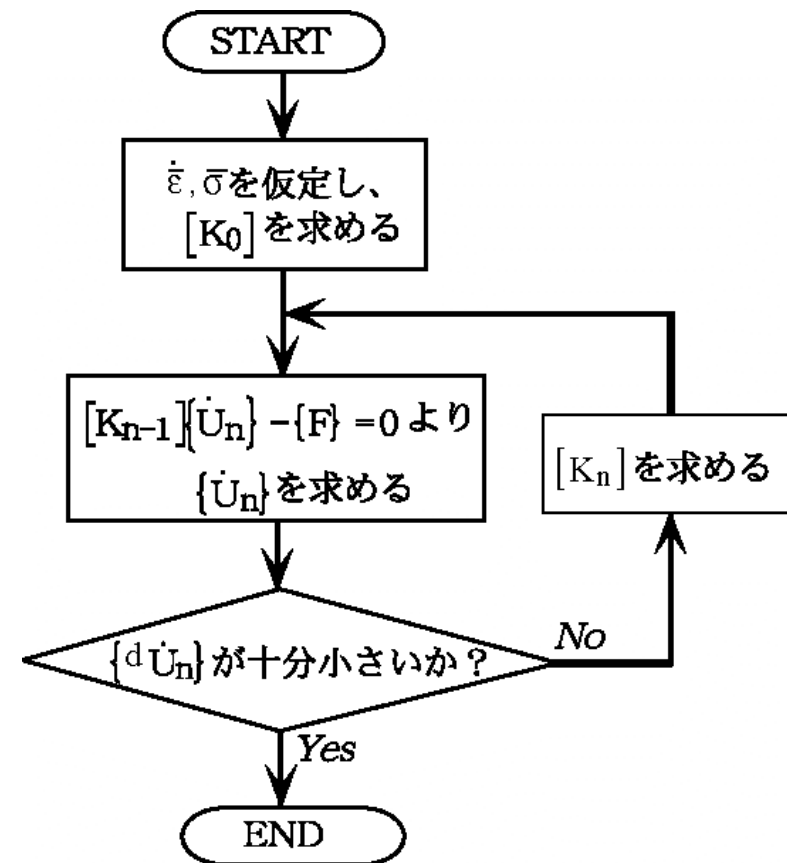 START
ε̄̇,σ̄を仮定し、
[K₀]を求める
[Kₙ₋₁]{U̇ₙ}-{F}=0より
{U̇ₙ}を求める
[Kₙ]を求める
{dU̇ₙ}が十分小さいか?
No
Yes
END